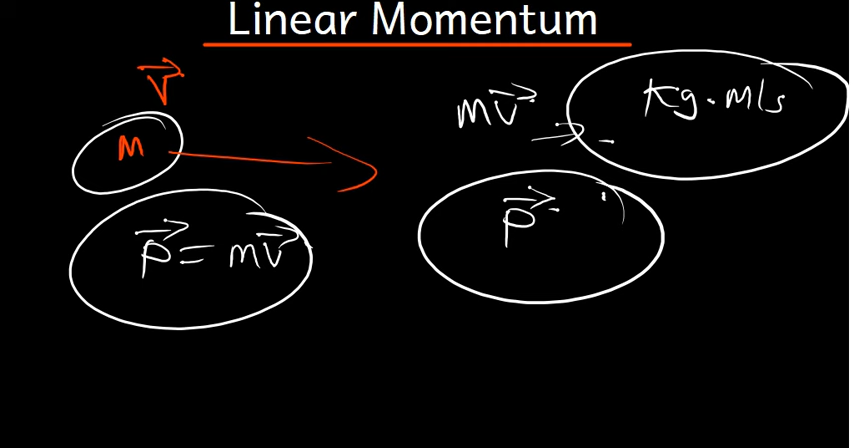 Linear Momentum
v⃗
m
mv⃗ Kg·m/s
p⃗ = mv⃗
p⃗